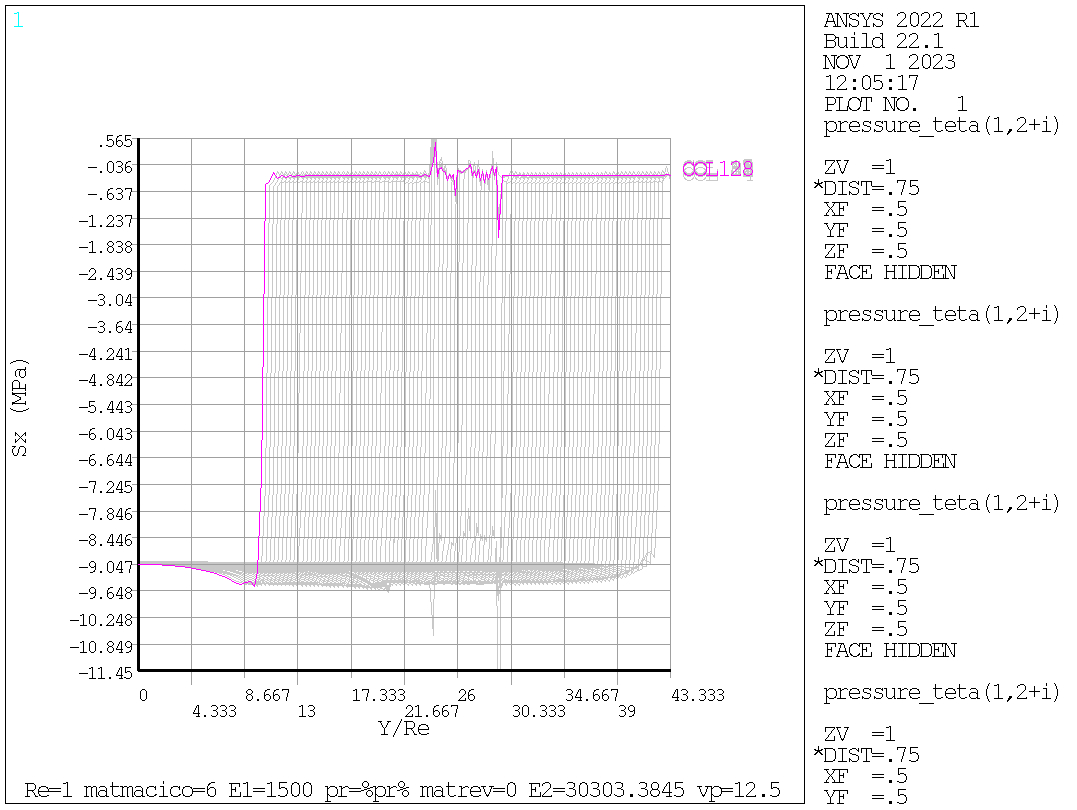 1
ANSYS 2022 R1
Build 22.1
NOV 1 2023
12:05:17
PLOT NO. 1
pressure_teta(1,2+i)
ZV =1
*DIST=.75
XF =.5
YF =.5
ZF =.5
FACE HIDDEN
pressure_teta(1,2+i)
ZV =1
*DIST=.75
XF =.5
YF =.5
ZF =.5
FACE HIDDEN
pressure_teta(1,2+i)
ZV =1
*DIST=.75
XF =.5
YF =.5
ZF =.5
FACE HIDDEN
pressure_teta(1,2+i)
ZV =1
*DIST=.75
XF =.5
YF =.5
.565
-.036
-.637
-1.237
-1.838
-2.439
-3.04
-3.64
-4.241
-4.842
-5.443
-6.043
-6.644
-7.245
-7.846
-8.446
-9.047
-9.648
-10.248
-10.849
-11.45
Sx (MPa)
0
4.333
8.667
13
17.333
21.667
26
30.333
34.667
39
43.333
Y/Re
Re=1 matmacico=6 E1=1500 pr=%pr% matrev=0 E2=30303.3845 vp=12.5